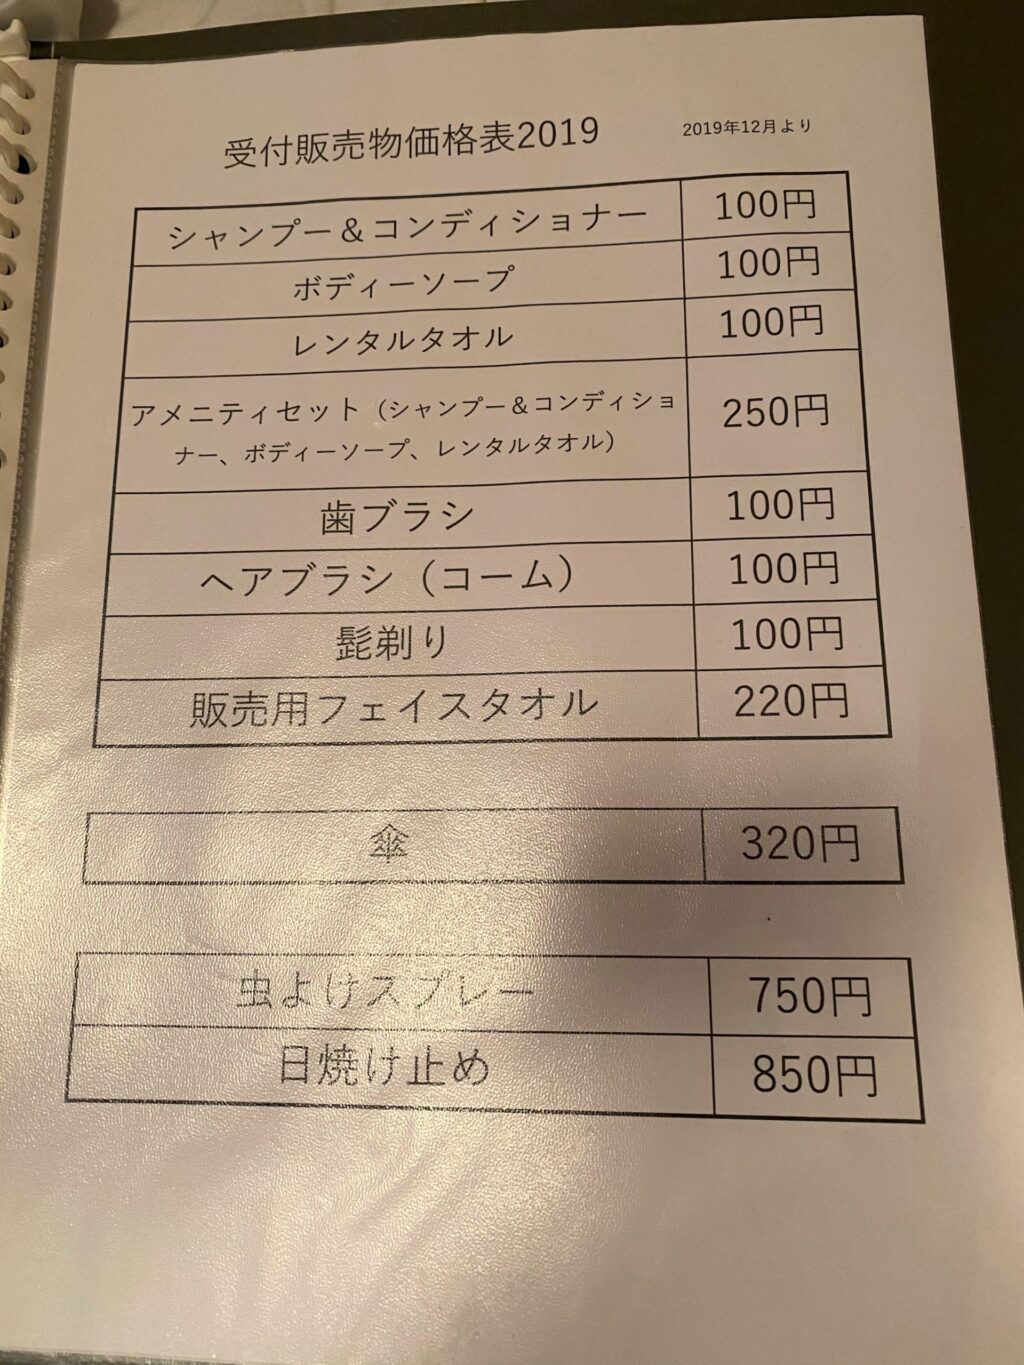 受付販売物価格表2019 2019年12月より
シャンプー＆コンディショナー 100円
ボディーソープ 100円
レンタルタオル 100円
アメニティセット（シャンプー＆コンディショ
ナー、ボディーソープ、レンタルタオル） 250円
歯ブラシ 100円
ヘアブラシ（コーム） 100円
髭剃り 100円
販売用フェイスタオル 220円
傘 320円
虫よけスプレー 750円
日焼け止め 850円